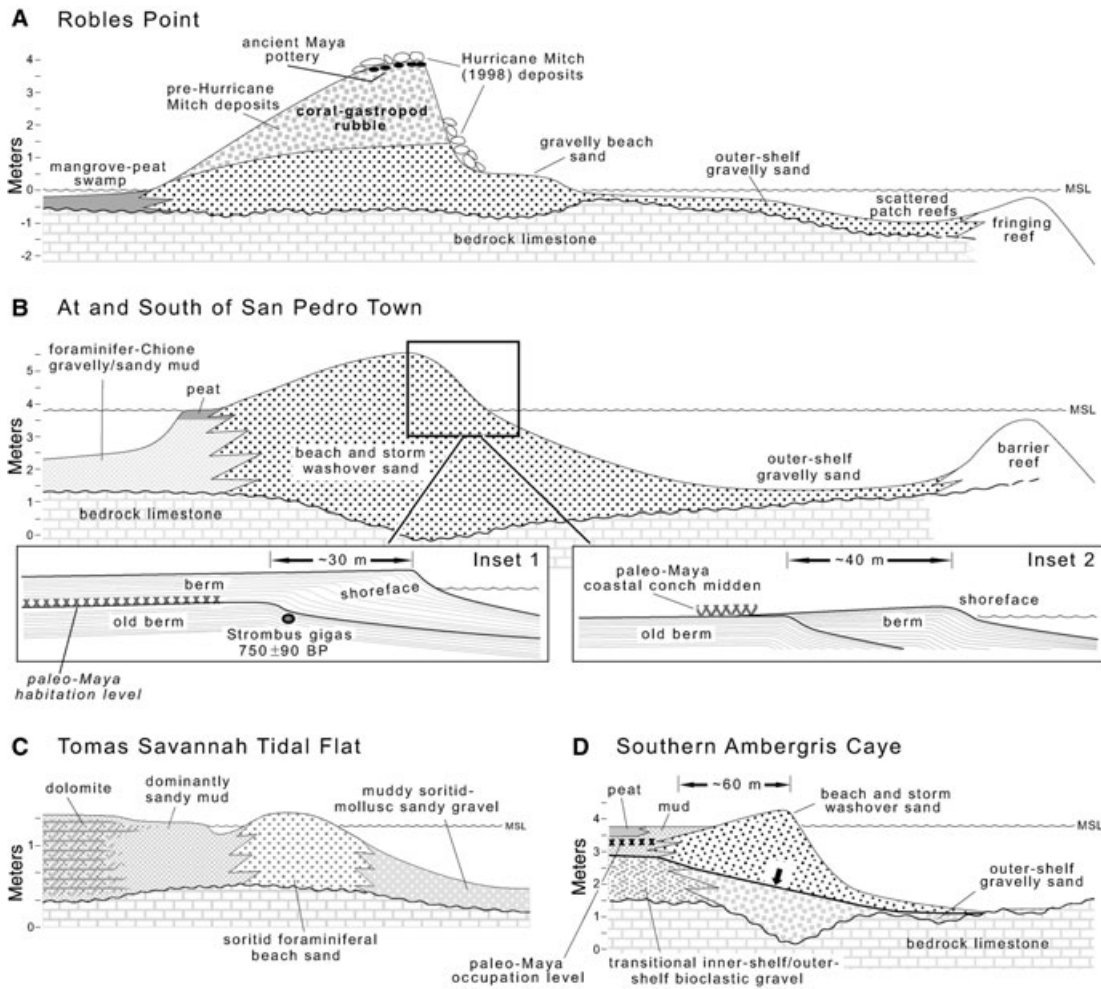 A Robles Point
ancient Maya
pottery
Hurricane Mitch
(1998) deposits
pre-Hurricane
Mitch deposits
coral-gastropod
rubble
gravelly beach
sand
mangrove-peat
swamp
outer-shelf
gravelly sand
MSL
scattered
patch reefs
fringing
reef
bedrock limestone
Meters
4
3
2
1
0
-1
-2
B At and South of San Pedro Town
foraminifer-Chione
gravelly/sandy mud
peat
MSL
beach and storm
washover sand
outer-shelf
gravelly sand
barrier
reef
bedrock limestone
Meters
5
4
3
2
1
0
~30 m
Inset 1
berm
shoreface
old berm
Strombus gigas
750±90 BP
paleo-Maya
habitation level
~40 m
Inset 2
paleo-Maya
coastal conch midden
shoreface
old berm
berm
C Tomas Savannah Tidal Flat
dolomite
dominantly
sandy mud
muddy soritid-
mollusc sandy gravel
MSL
Meters
1
0
soritid foraminiferal
beach sand
D Southern Ambergris Caye
~60 m
peat
mud
beach and storm
washover sand
MSL
outer-shelf
gravelly sand
Meters
4
3
2
1
0
bedrock limestone
paleo-Maya
occupation level
transitional inner-shelf/outer-
shelf bioclastic gravel